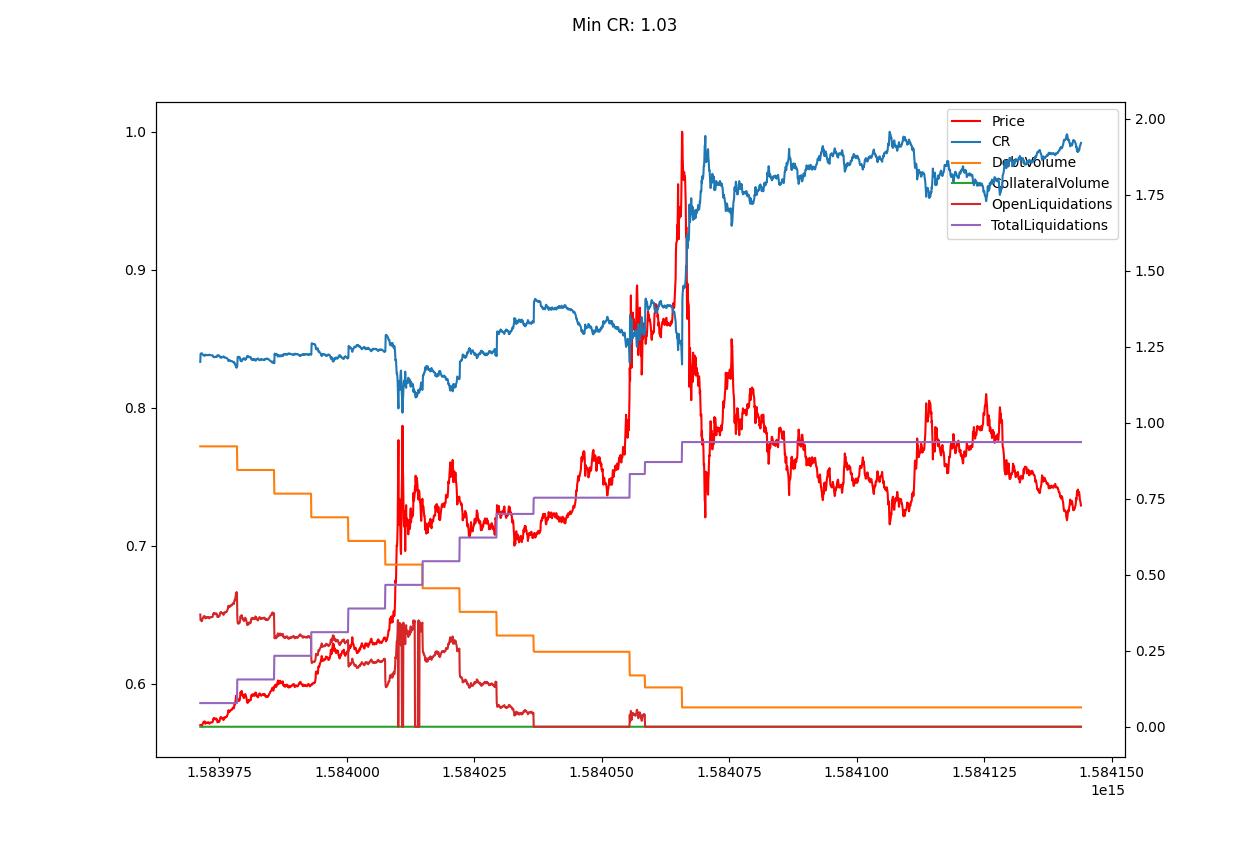 Min CR: 1.03
1.0
0.9
0.8
0.7
0.6
2.00
1.75
1.50
1.25
1.00
0.75
0.50
0.25
0.00
Price
CR
DebtVolume
CollateralVolume
OpenLiquidations
TotalLiquidations
1.583975 1.584000 1.584025 1.584050 1.584075 1.584100 1.584125 1.584150
1e15